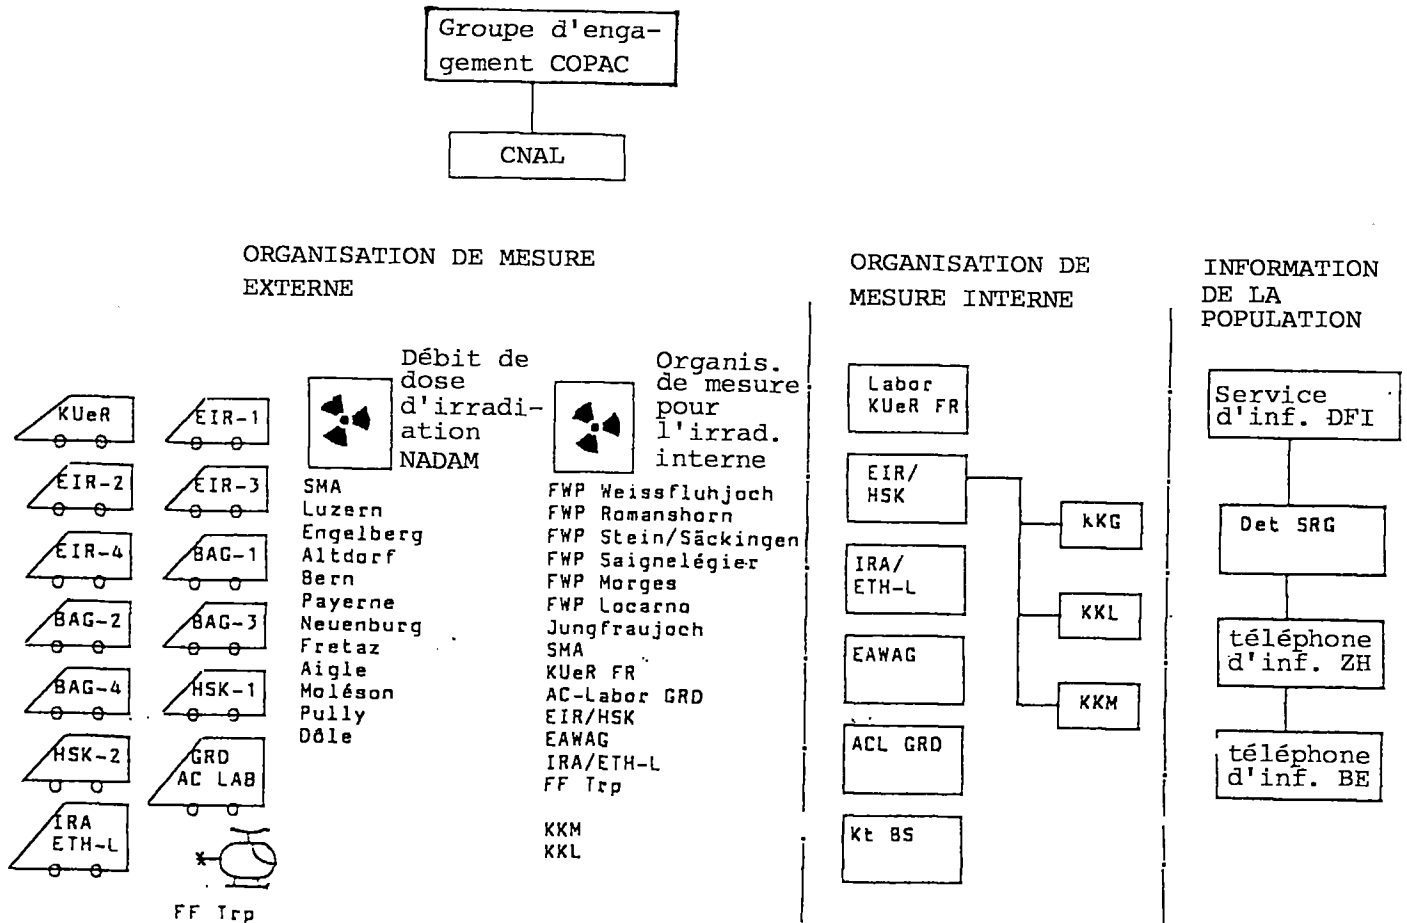 Groupe d'enga-
gement COPAC
CNAL
ORGANISATION DE MESURE
EXTERNE
KUeR
EIR-1
EIR-2
EIR-3
EIR-4
BAG-1
BAG-2
BAG-3
BAG-4
HSK-1
HSK-2
GRD
AC LAB
IRA
ETH-L
FF Trp
Débit de
dose
d'irradi-
ation
NADAM
SMA
Luzern
Engelberg
Altdorf
Bern
Payerne
Neuenburg
Fretaz
Aigle
Moléson
Pully
Dôle
Organis.
de mesure
pour
l'irrad.
interne
FWP Weissfluhjoch
FWP Romanshorn
FWP Stein/Säckingen
FWP Saignelégier
FWP Morges
FWP Locarno
Jungfraujoch
SMA
KUeR FR
AC-Labor GRD
EIR/HSK
EAWAG
IRA/ETH-L
FF Trp
KKM
KKL
ORGANISATION DE
MESURE INTERNE
Labor
KUeR FR
EIR/
HSK
IRA/
ETH-L
EAWAG
ACL GRD
Kt BS
KKG
KKL
KKM
INFORMATION
DE LA
POPULATION
Service
d'inf. DFI
Det SRG
téléphone
d'inf. ZH
téléphone
d'inf. BE